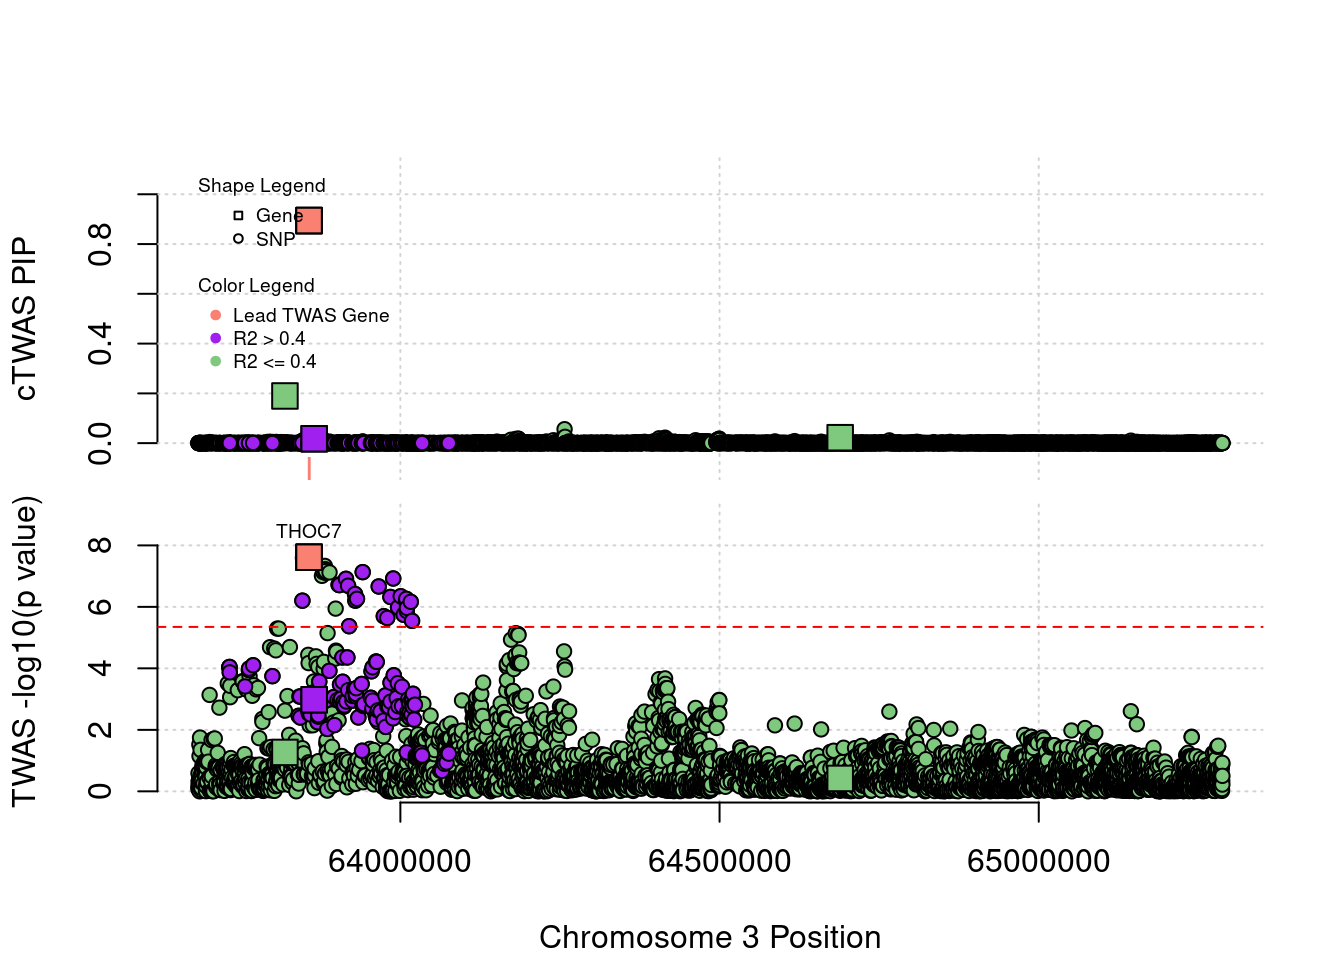 Shape Legend
Gene
SNP
Color Legend
Lead TWAS Gene
R2 > 0.4
R2 <= 0.4
cTWAS PIP
0.8
0.4
0.0
THOC7
TWAS -log10(p value)
8
6
4
2
0
64000000 64500000 65000000
Chromosome 3 Position